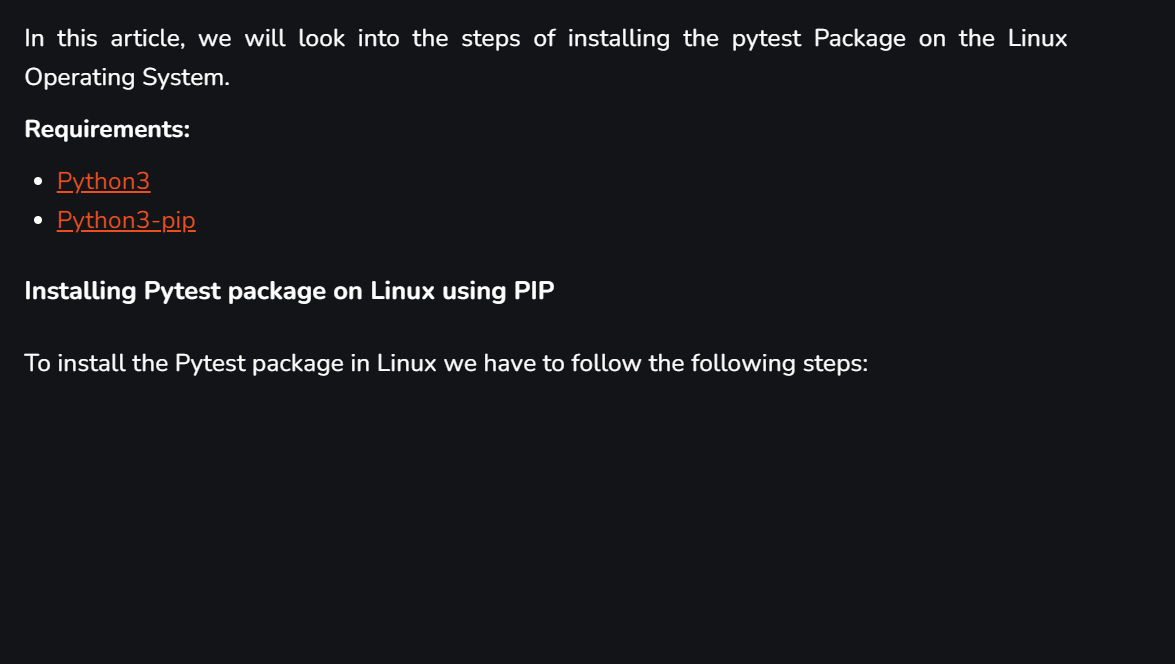 In this article, we will look into the steps of installing the pytest Package on the Linux
Operating System.
Requirements:
Python3
Python3-pip
Installing Pytest package on Linux using PIP
To install the Pytest package in Linux we have to follow the following steps: